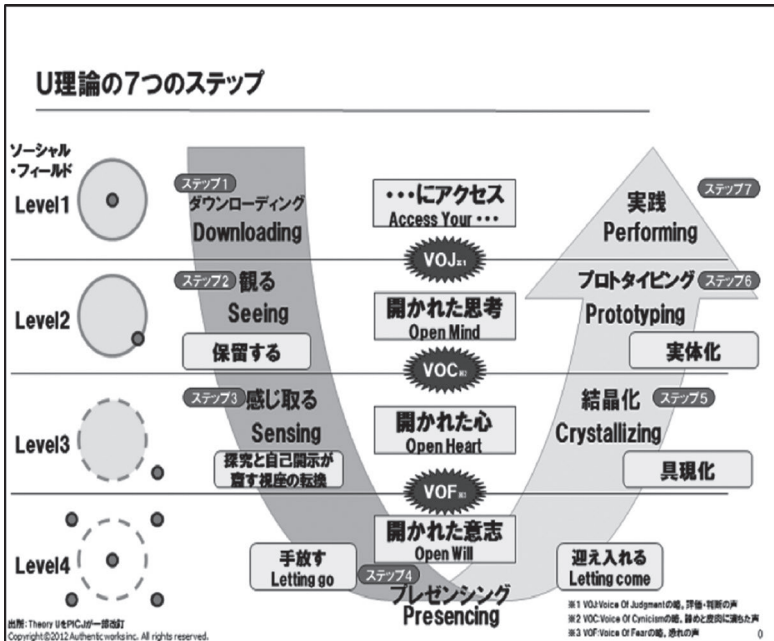 U理論の7つのステップ
ソーシャル
・フィールド
Level1
ステップ1
ダウンローディング
Downloading
・・・にアクセス
Access Your ・・・
実践
Performing
ステップ7
VOJ※1
Level2
ステップ2 観る
Seeing
保留する
開かれた思考
Open Mind
プロトタイピング ステップ6
Prototyping
実体化
VOC※2
Level3
ステップ3 感じ取る
Sensing
探究と自己開示が
齎す視座の転換
開かれた心
Open Heart
結晶化 ステップ5
Crystallizing
具現化
VOF※3
Level4
開かれた意志
Open Will
手放す
Letting go
ステップ4
プレゼンシング
Presencing
迎え入れる
Letting come
出所：Theory UをPICJが一部改訂
Copyright©2012 Authentic works inc. All rights reserved.
※1 VOJ:Voice Of Judgmentの略。評価・判断の声
※2 VOC:Voice Of Cynicismの略。諦めと皮肉に満ちた声
※3 VOF:Voice Of Fearの略。恐れの声
0